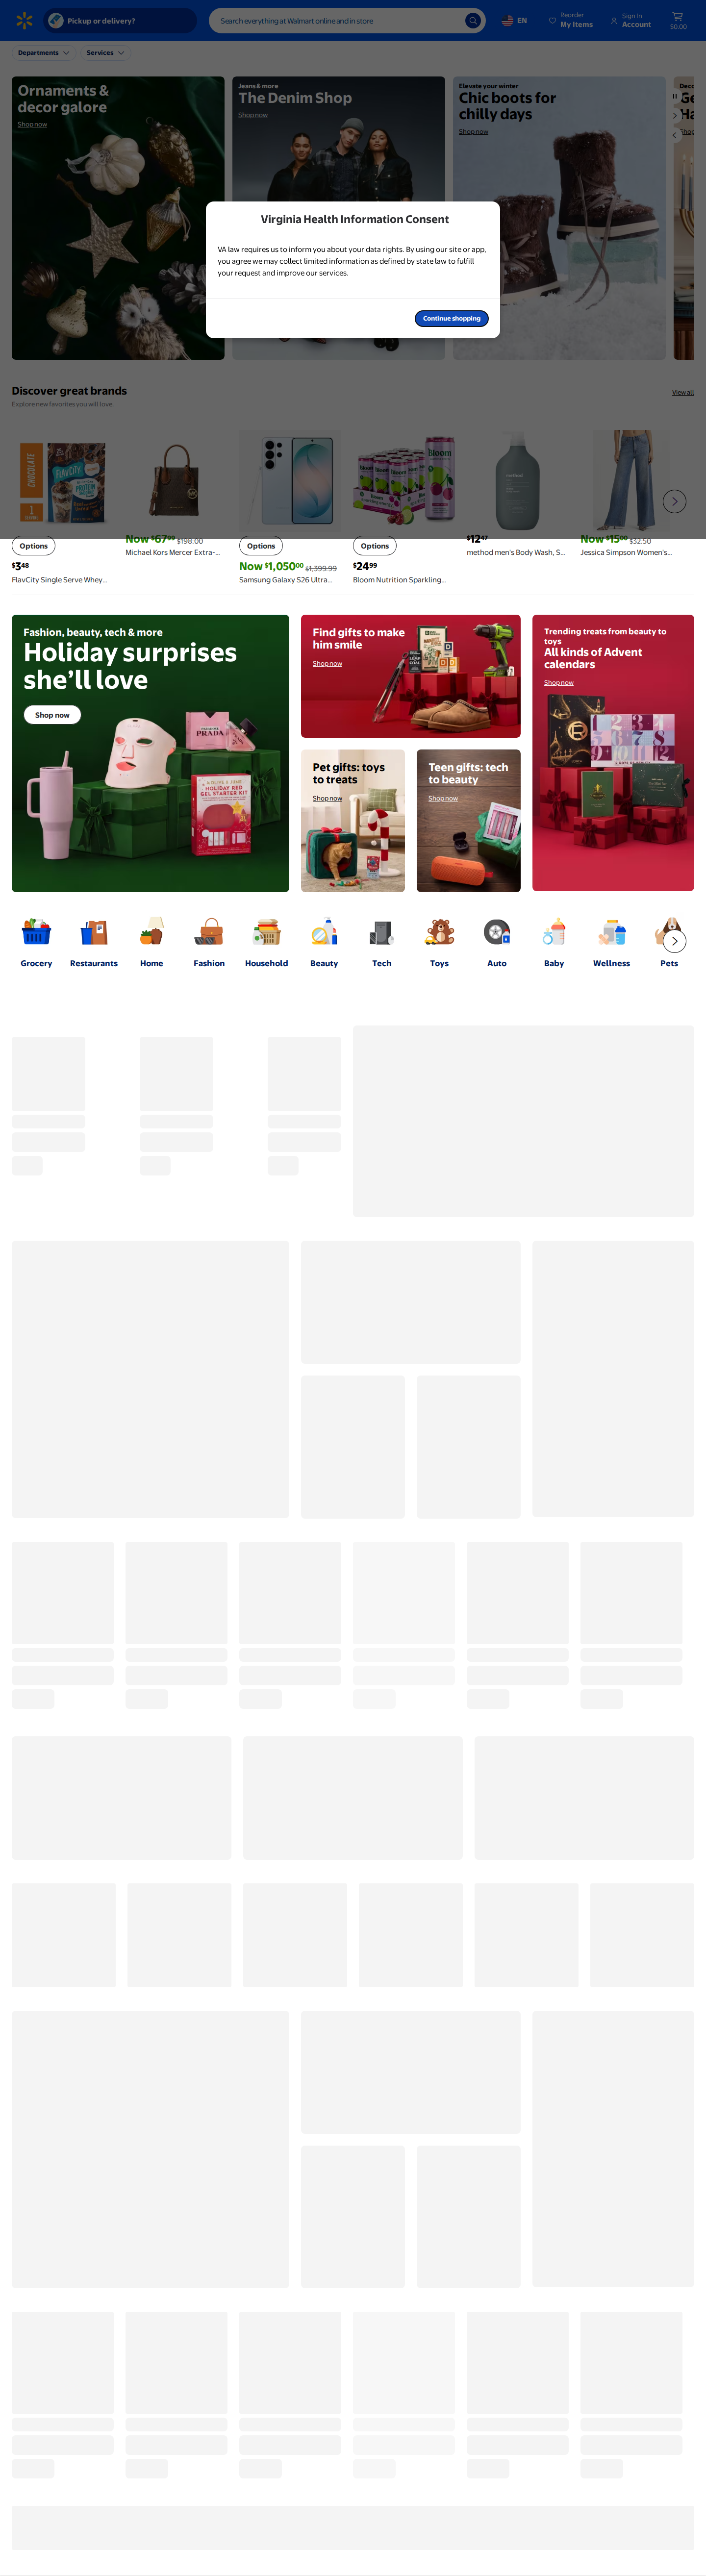 Pickup or delivery?
Search everything at Walmart online and in store
EN
Reorder
My Items
Sign In
Account
$0.00
Departments
Services
Ornaments &
decor galore
Shop now
Jeans & more
The Denim Shop
Shop now
Elevate your winter
Chic boots for
chilly days
Shop now
Virginia Health Information Consent
VA law requires us to inform you about your data rights. By using our site or app,
you agree we may collect limited information as defined by state law to fulfill
your request and improve our services.
Continue shopping
Discover great brands
View all
Explore new favorites you will love.
Options
$3.48
FlavCity Single Serve Whey...
Now $67.99 $198.00
Michael Kors Mercer Extra-...
Options
Now $1,050.00 $1,399.99
Samsung Galaxy S26 Ultra...
Options
$24.99
Bloom Nutrition Sparkling...
$12.47
method men's Body Wash, S...
Now $15.00 $32.50
Jessica Simpson Women's...
Fashion, beauty, tech & more
Holiday surprises
she'll love
Shop now
PRADA
HOLIDAY RED
GEL STARTER KIT
Find gifts to make
him smile
Shop now
Pet gifts: toys
to treats
Shop now
Teen gifts: tech
to beauty
Shop now
Trending treats from beauty to
toys
All kinds of Advent
calendars
Shop now
Grocery
Restaurants
Home
Fashion
Household
Beauty
Tech
Toys
Auto
Baby
Wellness
Pets